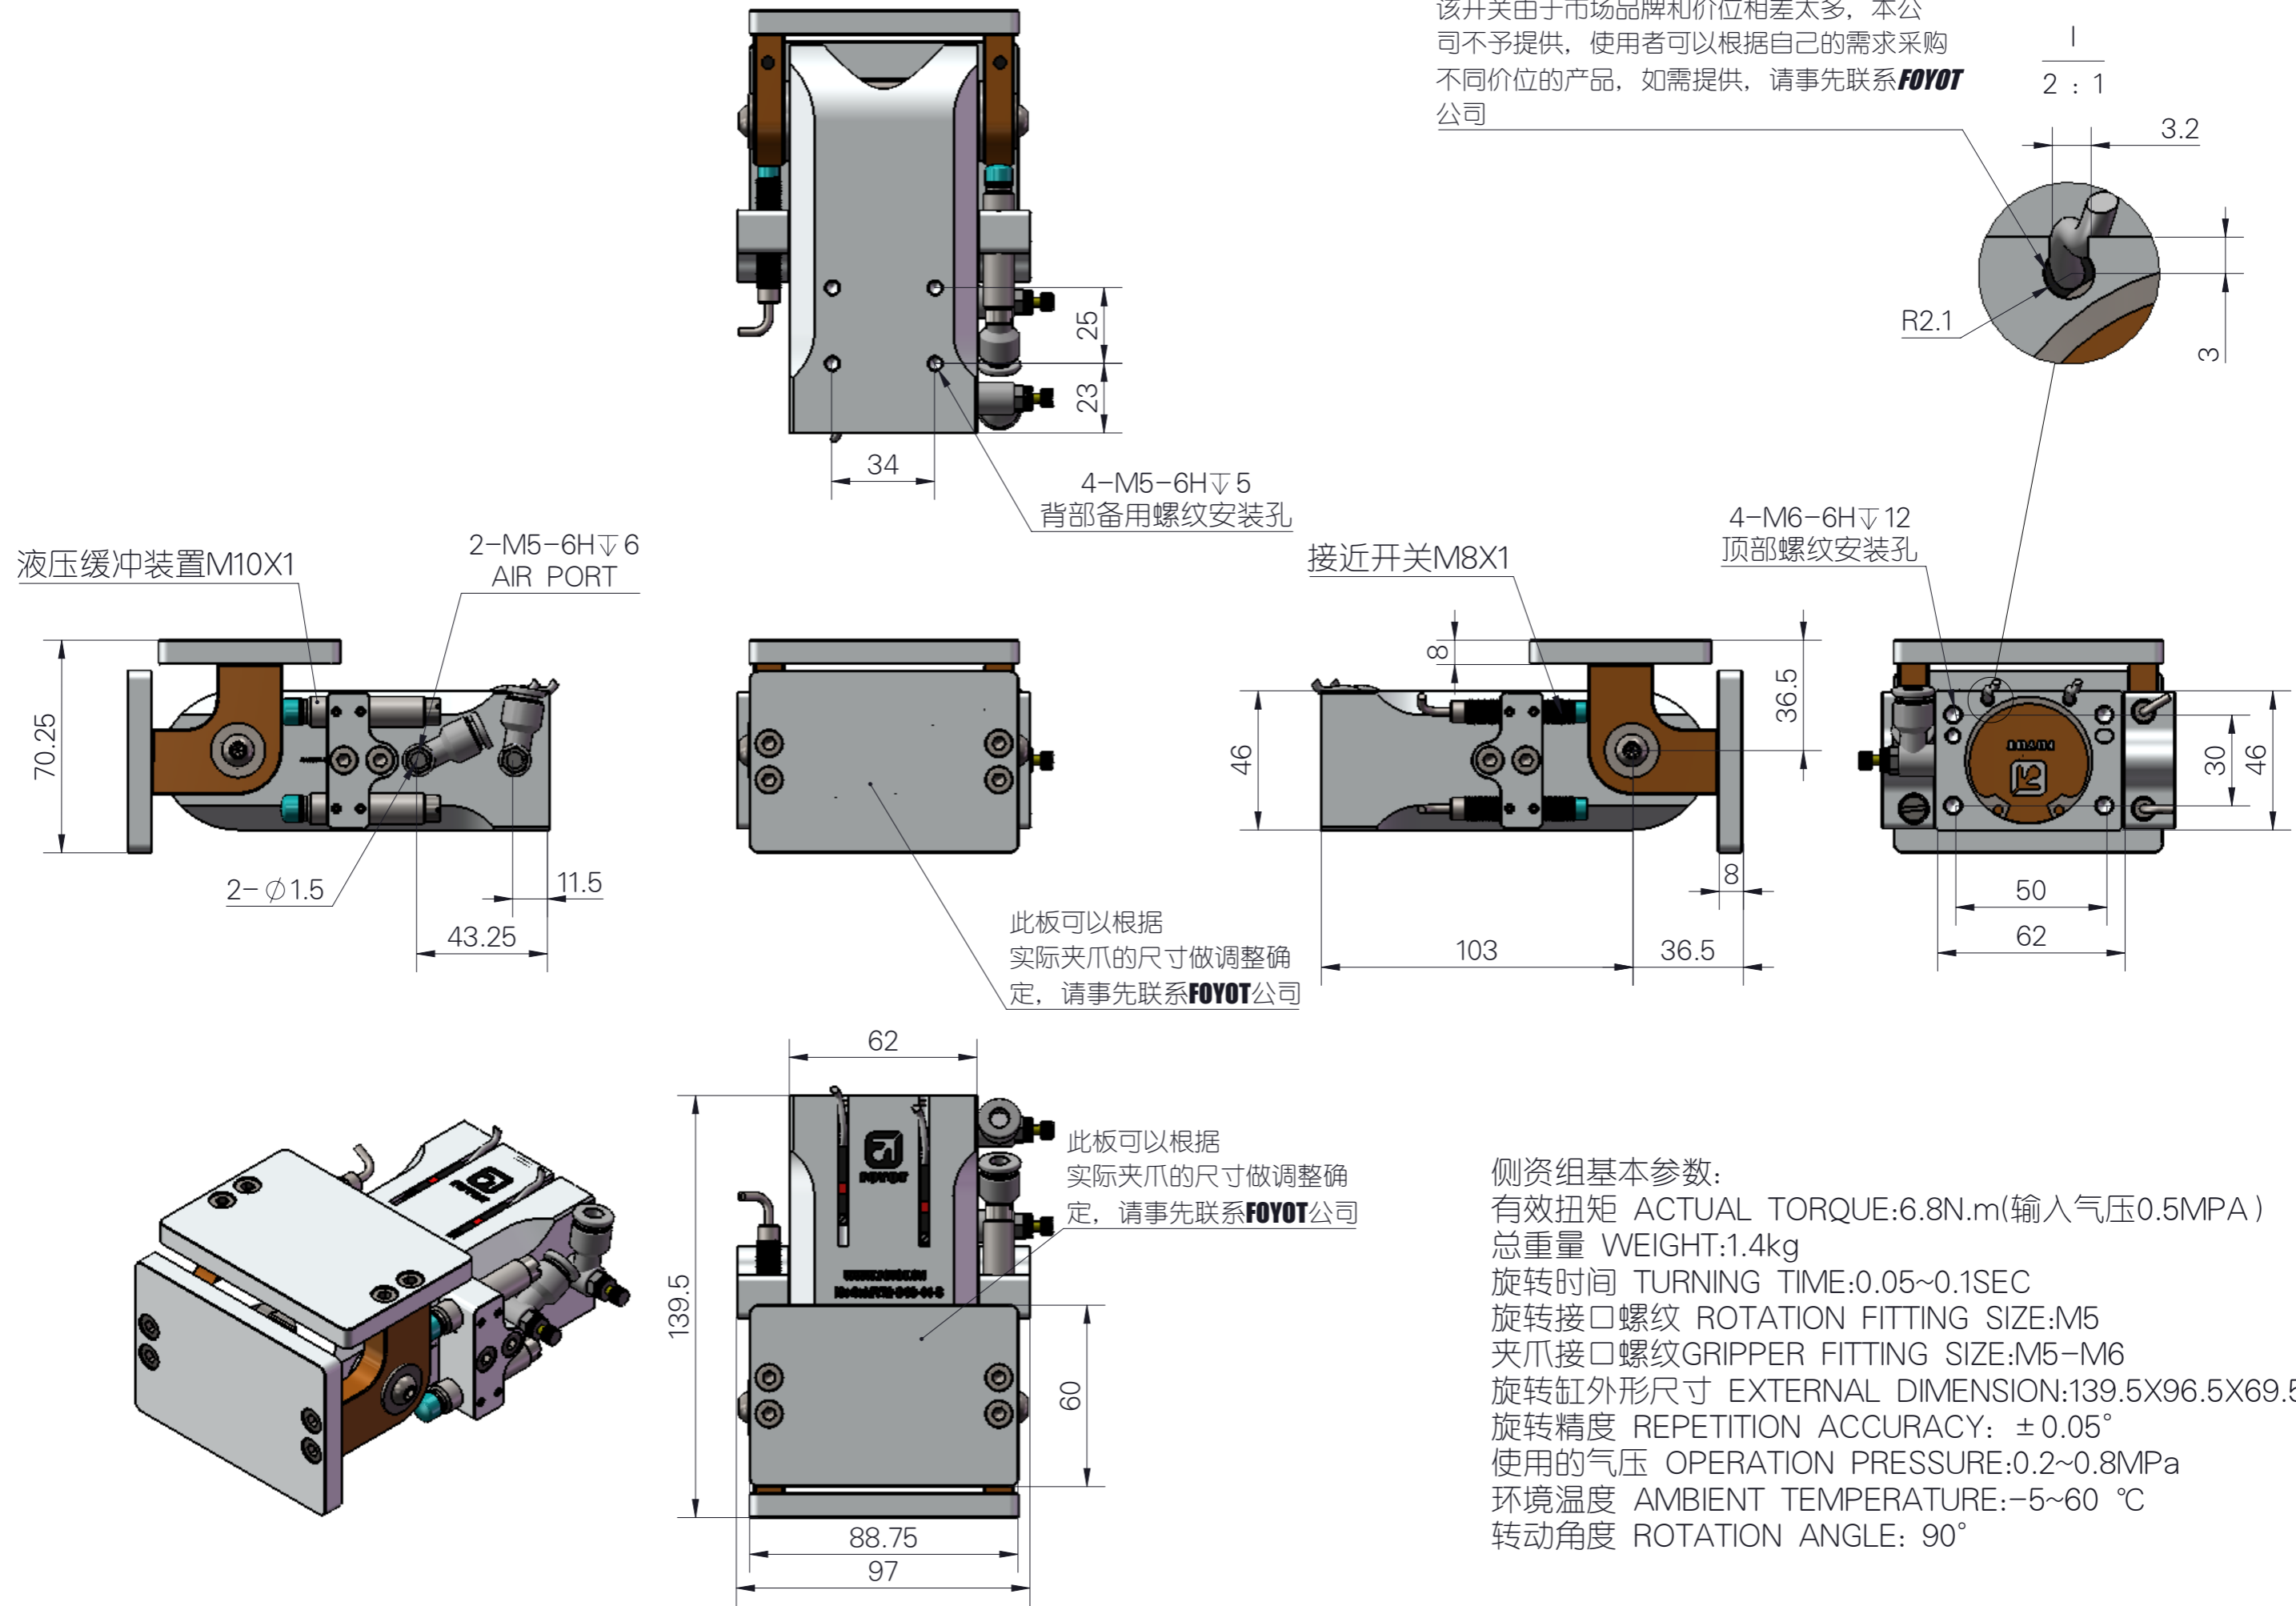 该开关由于市场品牌和价位相差太多，本公
司不予提供，使用者可以根据自己的需求采购
不同价位的产品，如需提供，请事先联系FOYOT
公司
I
2 : 1
3.2
R2.1
3
25
23
34
4-M5-6H↧5
背部备用螺纹安装孔
液压缓冲装置M10X1
2-M5-6H↧6
AIR PORT
接近开关M8X1
4-M6-6H↧12
顶部螺纹安装孔
70.25
2-∅1.5
11.5
43.25
此板可以根据
实际夹爪的尺寸做调整确
定，请事先联系FOYOT公司
8
46
36.5
103
36.5
8
30
46
50
62
62
139.5
FOYOT
60
88.75
97
此板可以根据
实际夹爪的尺寸做调整确
定，请事先联系FOYOT公司
侧资组基本参数:
有效扭矩 ACTUAL TORQUE:6.8N.m(输入气压0.5MPA)
总重量 WEIGHT:1.4kg
旋转时间 TURNING TIME:0.05~0.1SEC
旋转接口螺纹 ROTATION FITTING SIZE:M5
夹爪接口螺纹GRIPPER FITTING SIZE:M5-M6
旋转缸外形尺寸 EXTERNAL DIMENSION:139.5X96.5X69.5
旋转精度 REPETITION ACCURACY: ±0.05°
使用的气压 OPERATION PRESSURE:0.2~0.8MPa
环境温度 AMBIENT TEMPERATURE:-5~60 ℃
转动角度 ROTATION ANGLE: 90°